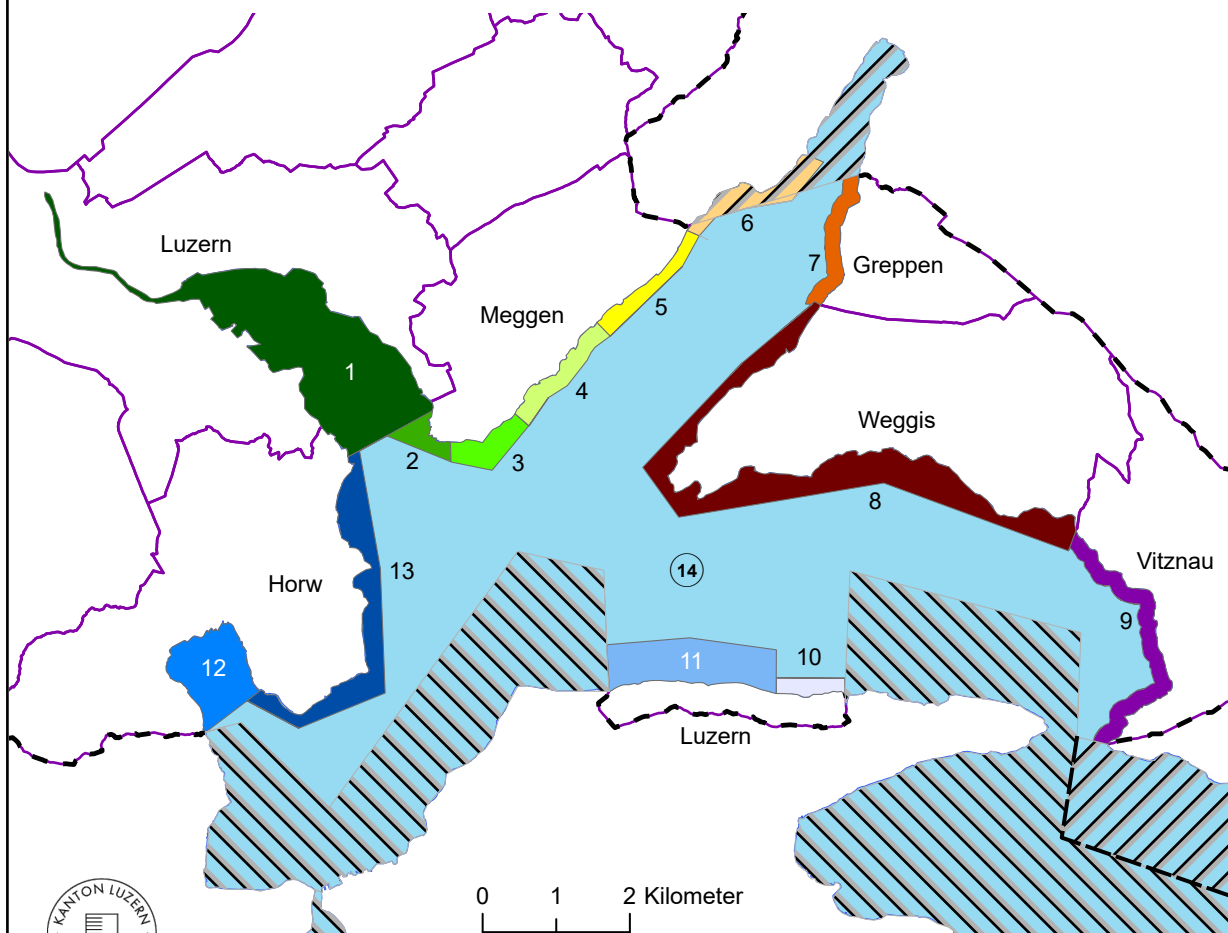 Luzern
6
7
Greppen
Meggen
5
1
4
Weggis
2
3
8
13
14
Vitznau
Horw
9
12
11
10
Luzern
0 1 2 Kilometer
KANTON LUZERN